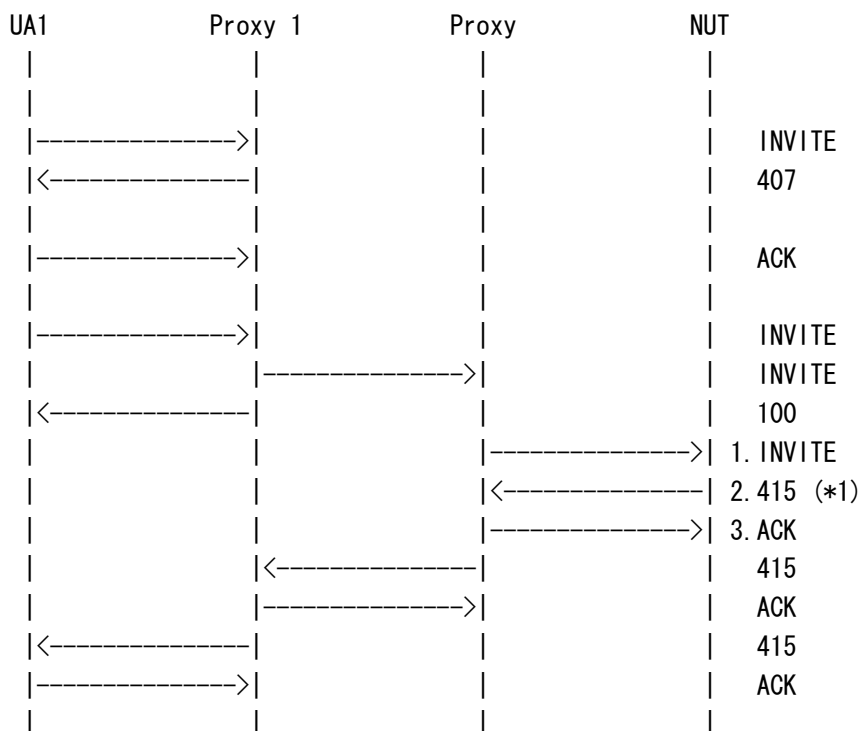 UA1 Proxy 1 Proxy NUT
| | | |
| | | |
|-------------->| | | INVITE
|<-------------- | | 407
| | | |
|-------------->| | | ACK
| | | |
|-------------->| | | INVITE
| |-------------->| | INVITE
|<--------------| | | 100
| | |-------------->| 1.INVITE
| | |<--------------| 2.415 (*1)
| | |-------------->| 3.ACK
| |<--------------| | 415
| |-------------->| | ACK
|<--------------| | | 415
|-------------->| | | ACK
| | | |